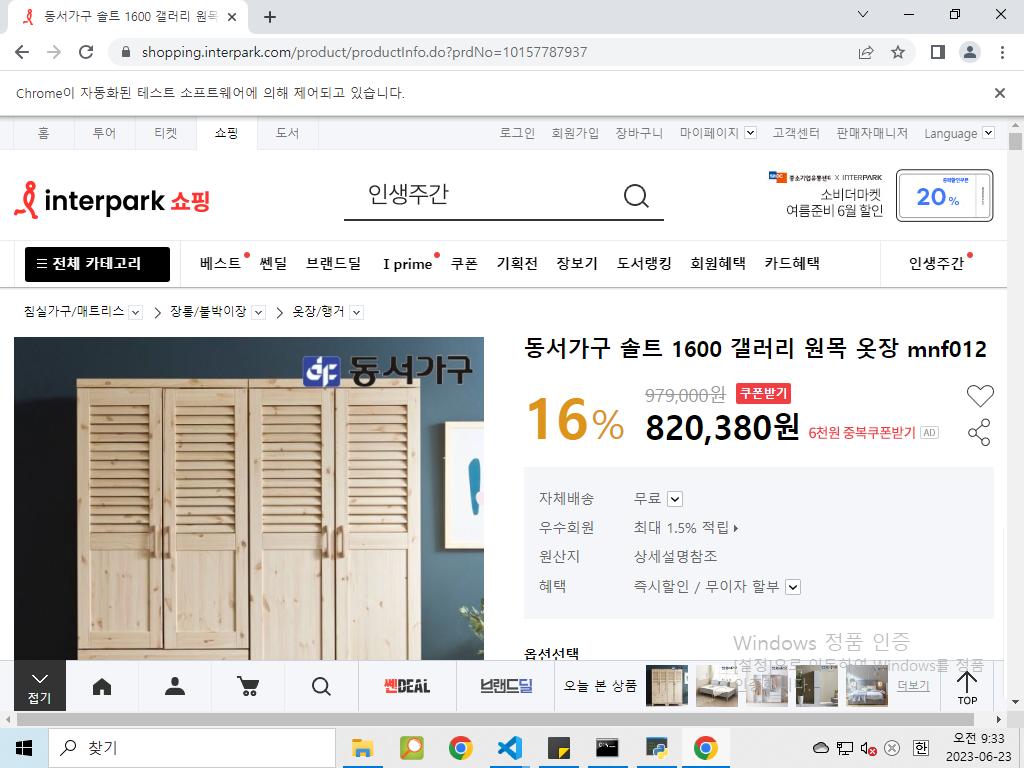 동서가구 솔트 1600 갤러리 원목
shopping.interpark.com/product/productInfo.do?prdNo=10157787937
Chrome이 자동화된 테스트 소프트웨어에 의해 제어되고 있습니다.
홈 투어 티켓 쇼핑 도서 로그인 회원가입 장바구니 마이페이지 고객센터 판매자매니저 Language
interpark 쇼핑 인생주간
중소기업유통센터 X INTERPARK
소비더마켓
여름준비 6월 할인
20%
전체 카테고리 베스트 쎈딜 브랜드딜 I prime 쿠폰 기획전 장보기 도서랭킹 회원혜택 카드혜택 인생주간
침실가구/매트리스 장롱/붙박이장 옷장/행거
동서가구
동서가구 솔트 1600 갤러리 원목 옷장 mnf012
16%
979,000원 쿠폰받기
820,380원 6천원 중복쿠폰받기 AD
자체배송 무료
우수회원 최대 1.5% 적립
원산지 상세설명참조
혜택 즉시할인 / 무이자 할부
옵션선택
Windows 정품 인증
[설정]으로 이동하여 Windows를 정품
인증합니다.
접기 쎈DEAL 브랜드딜 오늘 본 상품 더보기 TOP
찾기
한
오전 9:33
2023-06-23